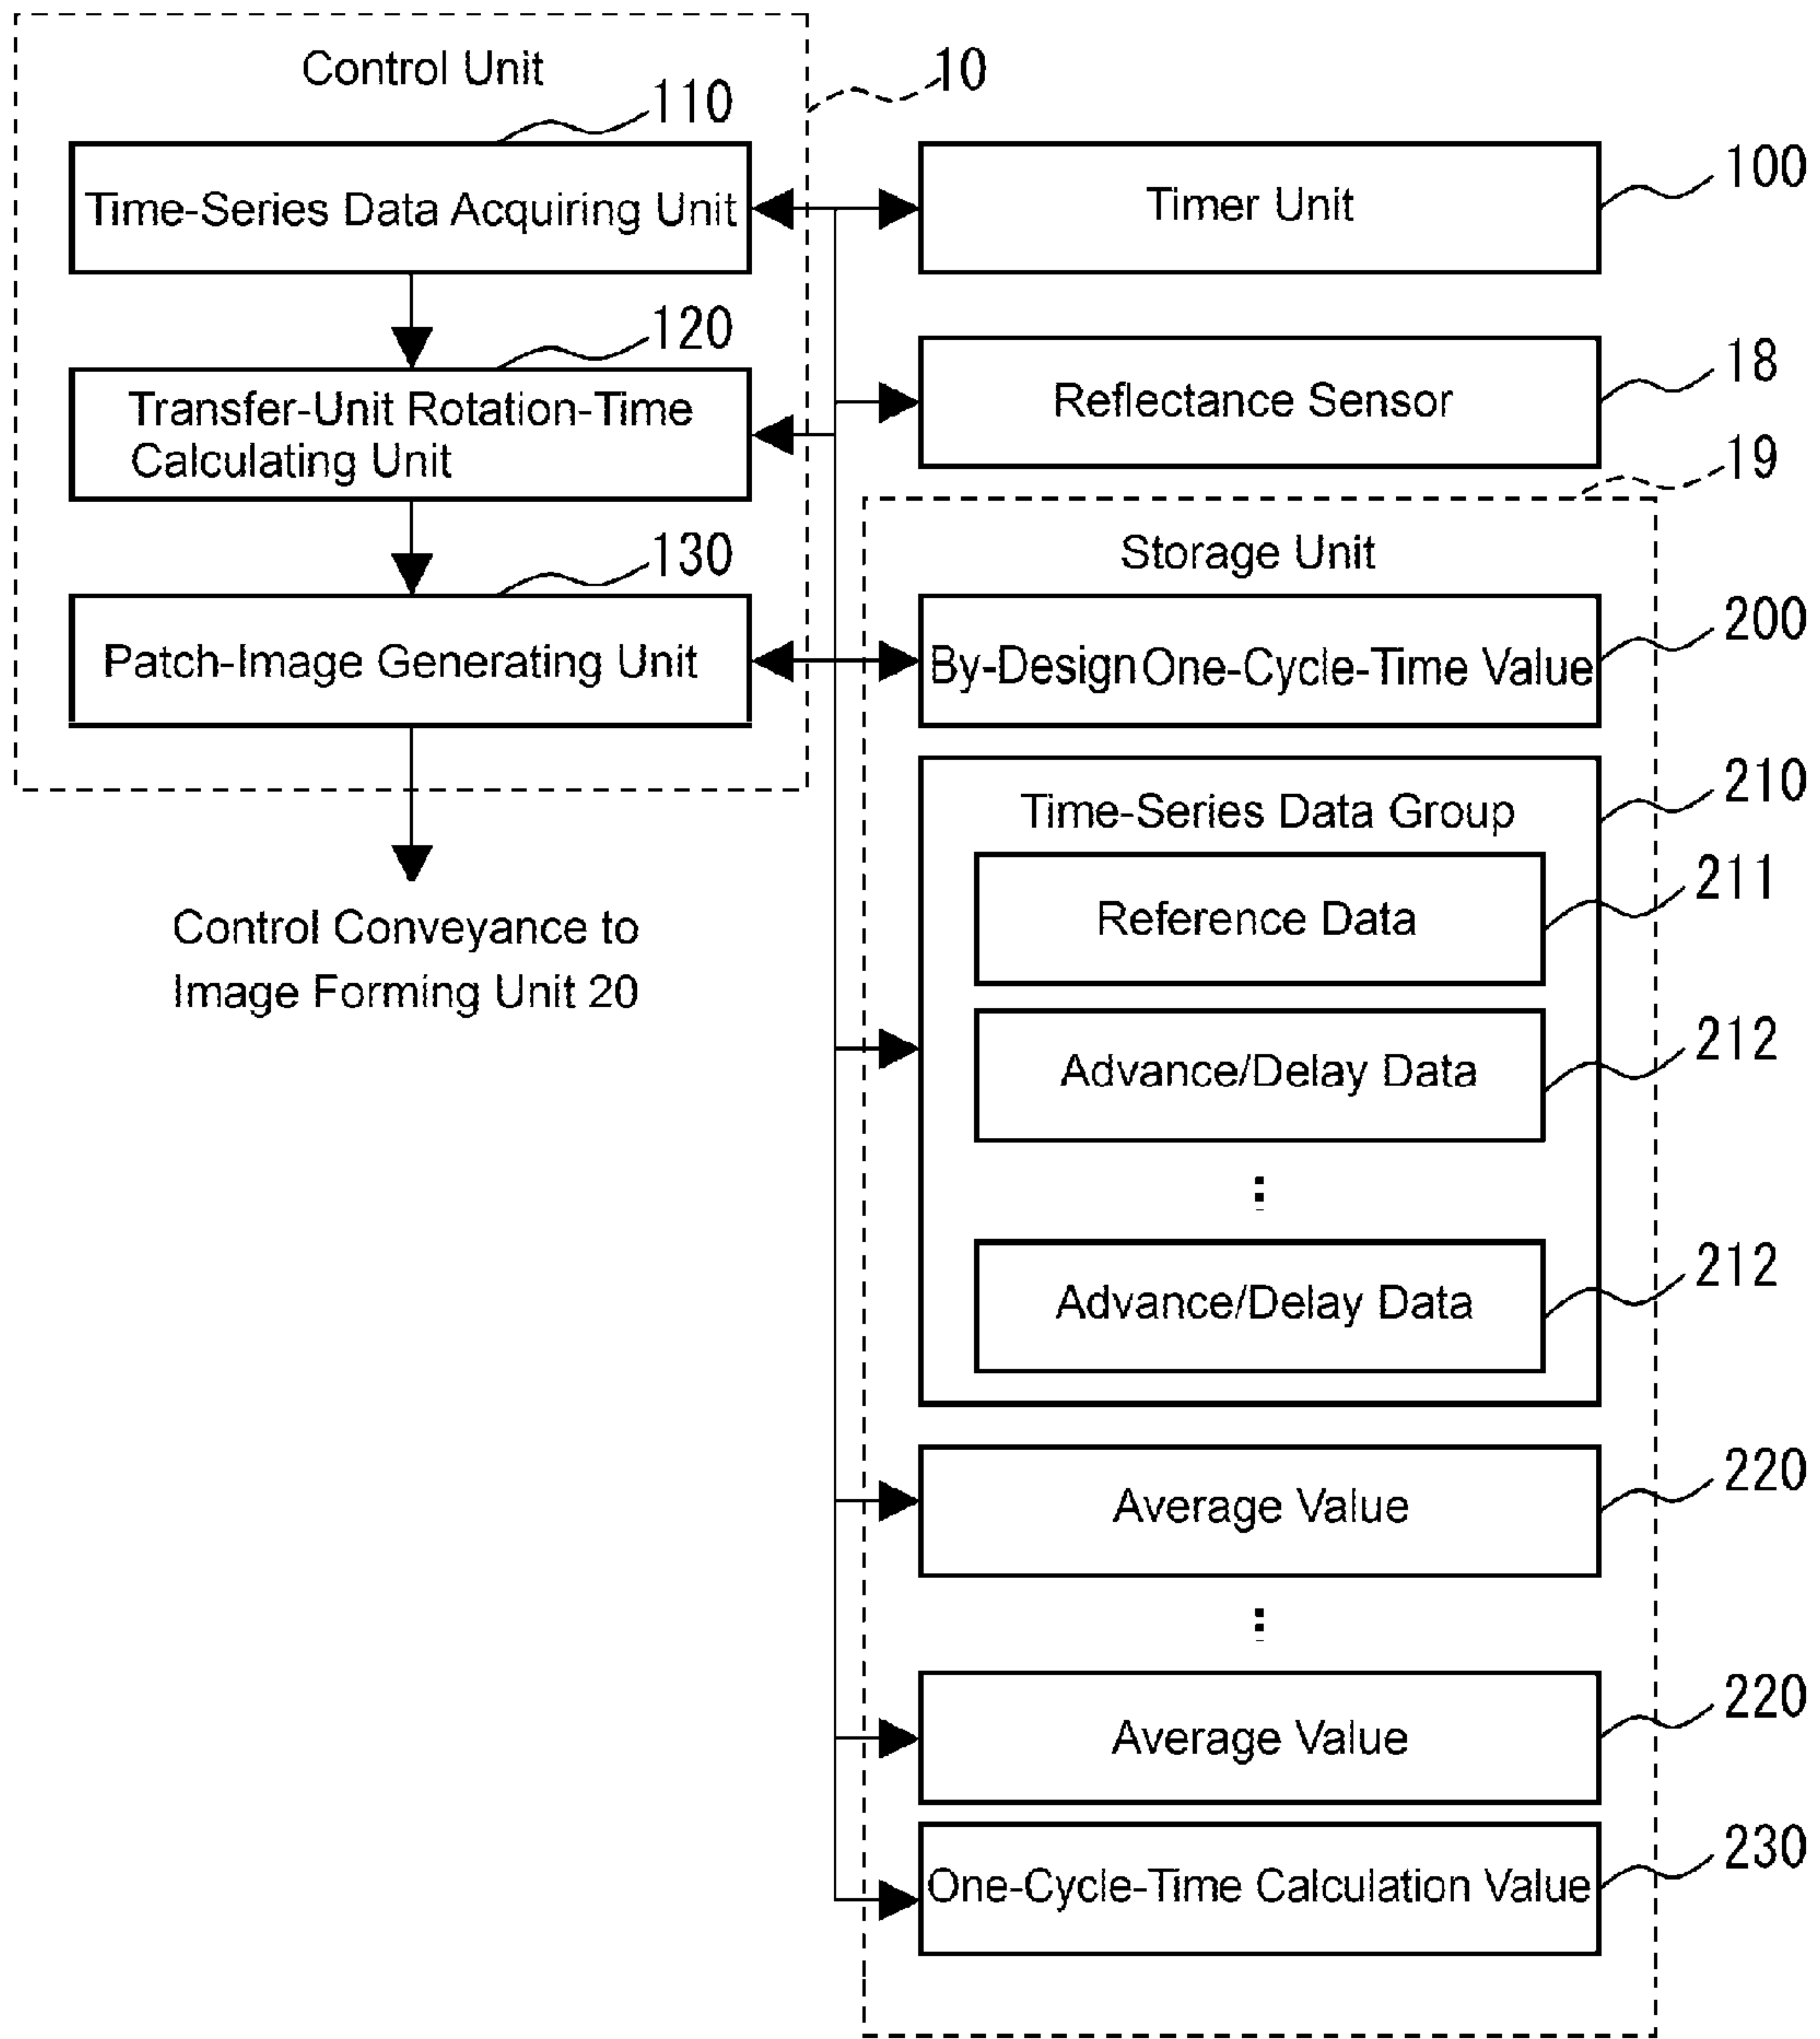 Control Unit
10
110
Time-Series Data Acquiring Unit
120
Transfer-Unit Rotation-Time
Calculating Unit
130
Patch-Image Generating Unit
Control Conveyance to
Image Forming Unit 20
Timer Unit
100
Reflectance Sensor
18
19
Storage Unit
By-Design One-Cycle-Time Value
200
Time-Series Data Group
210
Reference Data
211
Advance/Delay Data
212
Advance/Delay Data
212
Average Value
220
Average Value
220
One-Cycle-Time Calculation Value
230